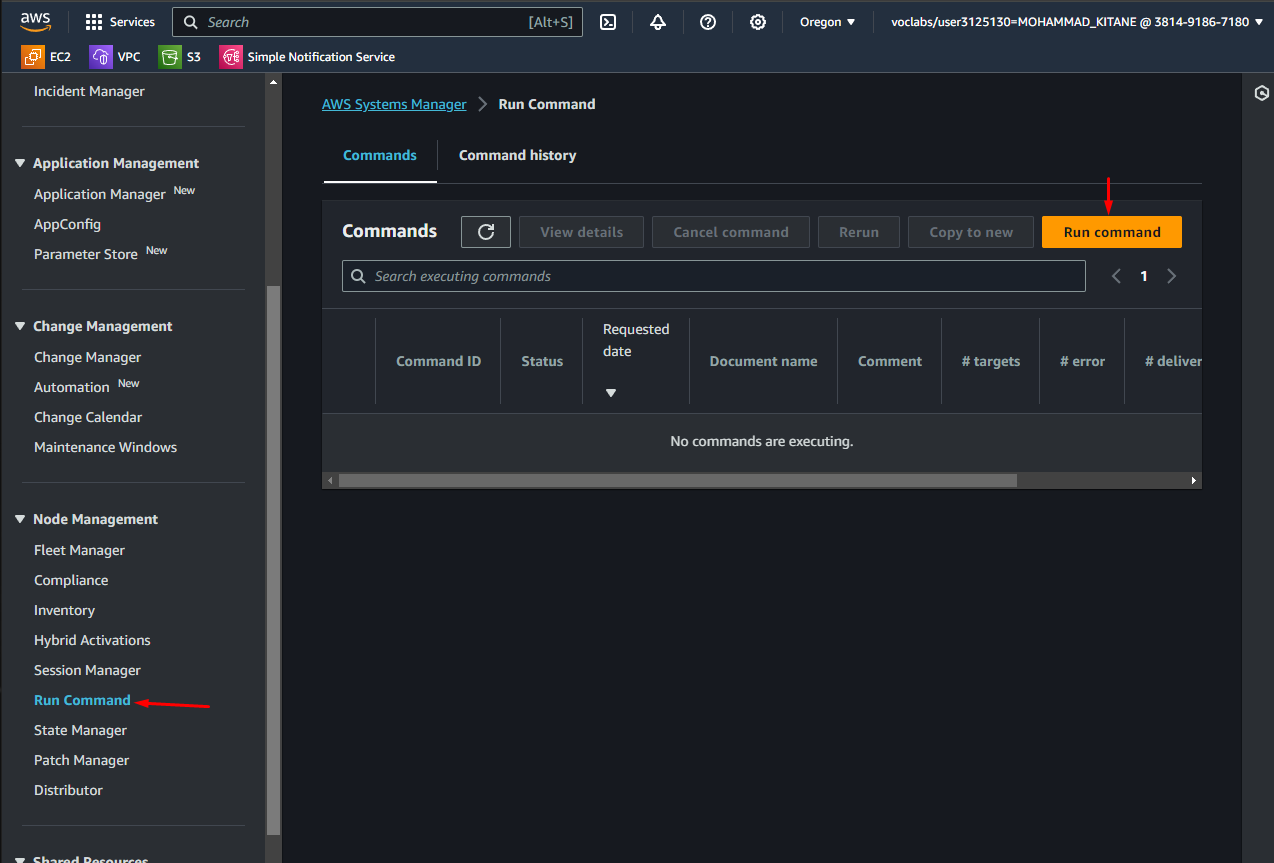 aws
Services
Search
[Alt+S]
Oregon
voclabs/user3125130=MOHAMMAD_KITANE @ 3814-9186-7180
EC2
VPC
S3
Simple Notification Service
Incident Manager
Application Management
Application Manager New
AppConfig
Parameter Store New
Change Management
Change Manager
Automation New
Change Calendar
Maintenance Windows
Node Management
Fleet Manager
Compliance
Inventory
Hybrid Activations
Session Manager
Run Command
State Manager
Patch Manager
Distributor
Shared Resources
AWS Systems Manager
Run Command
Commands
Command history
Commands
View details
Cancel command
Rerun
Copy to new
Run command
Search executing commands
1
Command ID
Status
Requested
date
Document name
Comment
# targets
# error
# deliver
No commands are executing.